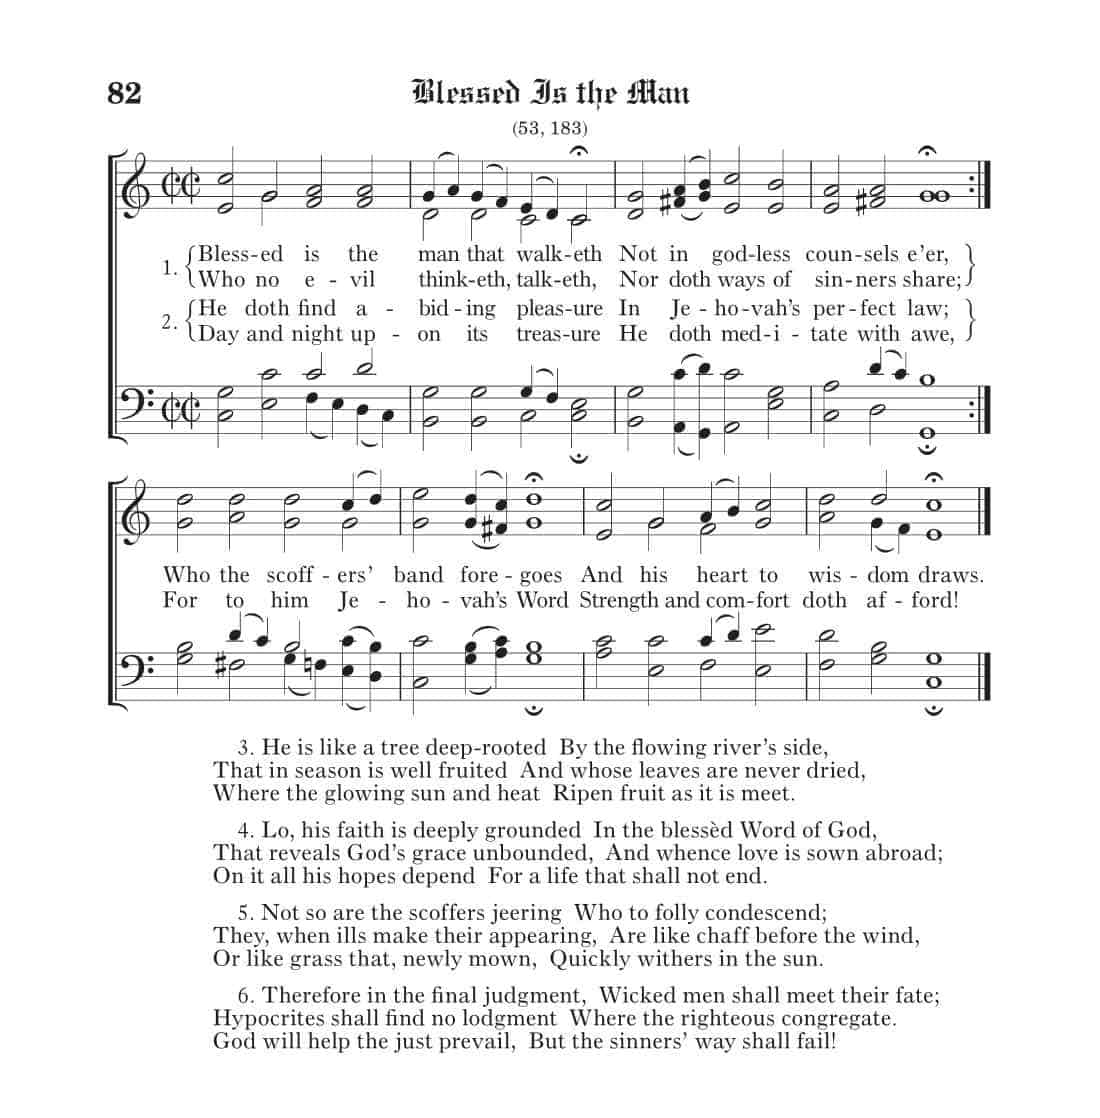 82 Blessed Is the Man
(53, 183)
1. Bless-ed is the man that walk-eth Not in god-less coun-sels e'er,
Who no e - vil think-eth, talk-eth, Nor doth ways of sin-ners share;
2. He doth find a - bid-ing pleas-ure In Je-ho-vah's per-fect law;
Day and night up - on its treas-ure He doth med-i - tate with awe,
Who the scoff - ers' band fore - goes And his heart to wis - dom draws.
For to him Je - ho - vah's Word Strength and com-fort doth af - ford!
3. He is like a tree deep-rooted By the flowing river's side,
That in season is well fruited And whose leaves are never dried,
Where the glowing sun and heat Ripen fruit as it is meet.
4. Lo, his faith is deeply grounded In the blessèd Word of God,
That reveals God's grace unbounded, And whence love is sown abroad;
On it all his hopes depend For a life that shall not end.
5. Not so are the scoffers jeering Who to folly condescend;
They, when ills make their appearing, Are like chaff before the wind,
Or like grass that, newly mown, Quickly withers in the sun.
6. Therefore in the final judgment, Wicked men shall meet their fate;
Hypocrites shall find no lodgment Where the righteous congregate.
God will help the just prevail, But the sinners' way shall fail!